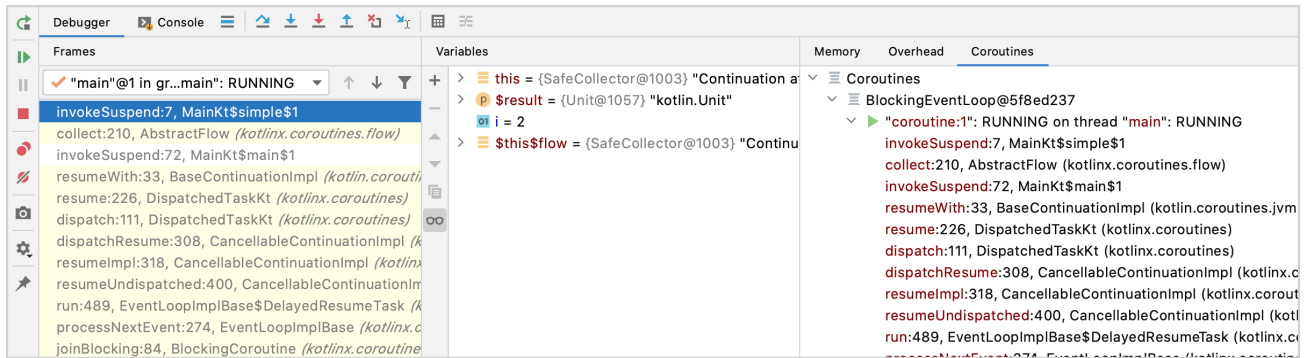 Debugger
Console
Frames
"main"@1 in gr...main": RUNNING
invokeSuspend:7, MainKt$simple$1
collect:210, AbstractFlow (kotlinx.coroutines.flow)
invokeSuspend:72, MainKt$main$1
resumeWith:33, BaseContinuationImpl (kotlin.corouti
resume:226, DispatchedTaskKt (kotlinx.coroutines)
dispatch:111, DispatchedTaskKt (kotlinx.coroutines)
dispatchResume:308, CancellableContinuationImpl (k
resumeImpl:318, CancellableContinuationImpl (kotlin
resumeUndispatched:400, CancellableContinuationIm
run:489, EventLoopImplBase$DelayedResumeTask (k
processNextEvent:274, EventLoopImplBase (kotlinx.c
joinBlocking:84, BlockingCoroutine (kotlinx.coroutine
Variables
this = {SafeCollector@1003} "Continuation a
$result = {Unit@1057} "kotlin.Unit"
01 i = 2
$this$flow = {SafeCollector@1003} "Continu
Memory
Overhead
Coroutines
Coroutines
BlockingEventLoop@5f8ed237
"coroutine:1": RUNNING on thread "main": RUNNING
invokeSuspend:7, MainKt$simple$1
collect:210, AbstractFlow (kotlinx.coroutines.flow)
invokeSuspend:72, MainKt$main$1
resumeWith:33, BaseContinuationImpl (kotlin.coroutines.jvm
resume:226, DispatchedTaskKt (kotlinx.coroutines)
dispatch:111, DispatchedTaskKt (kotlinx.coroutines)
dispatchResume:308, CancellableContinuationImpl (kotlinx.c
resumeImpl:318, CancellableContinuationImpl (kotlinx.corout
resumeUndispatched:400, CancellableContinuationImpl (kotl
run:489, EventLoopImplBase$DelayedResumeTask (kotlinx.c
processNextEvent:274, EventLoopImplBase (kotlinx.coroutin